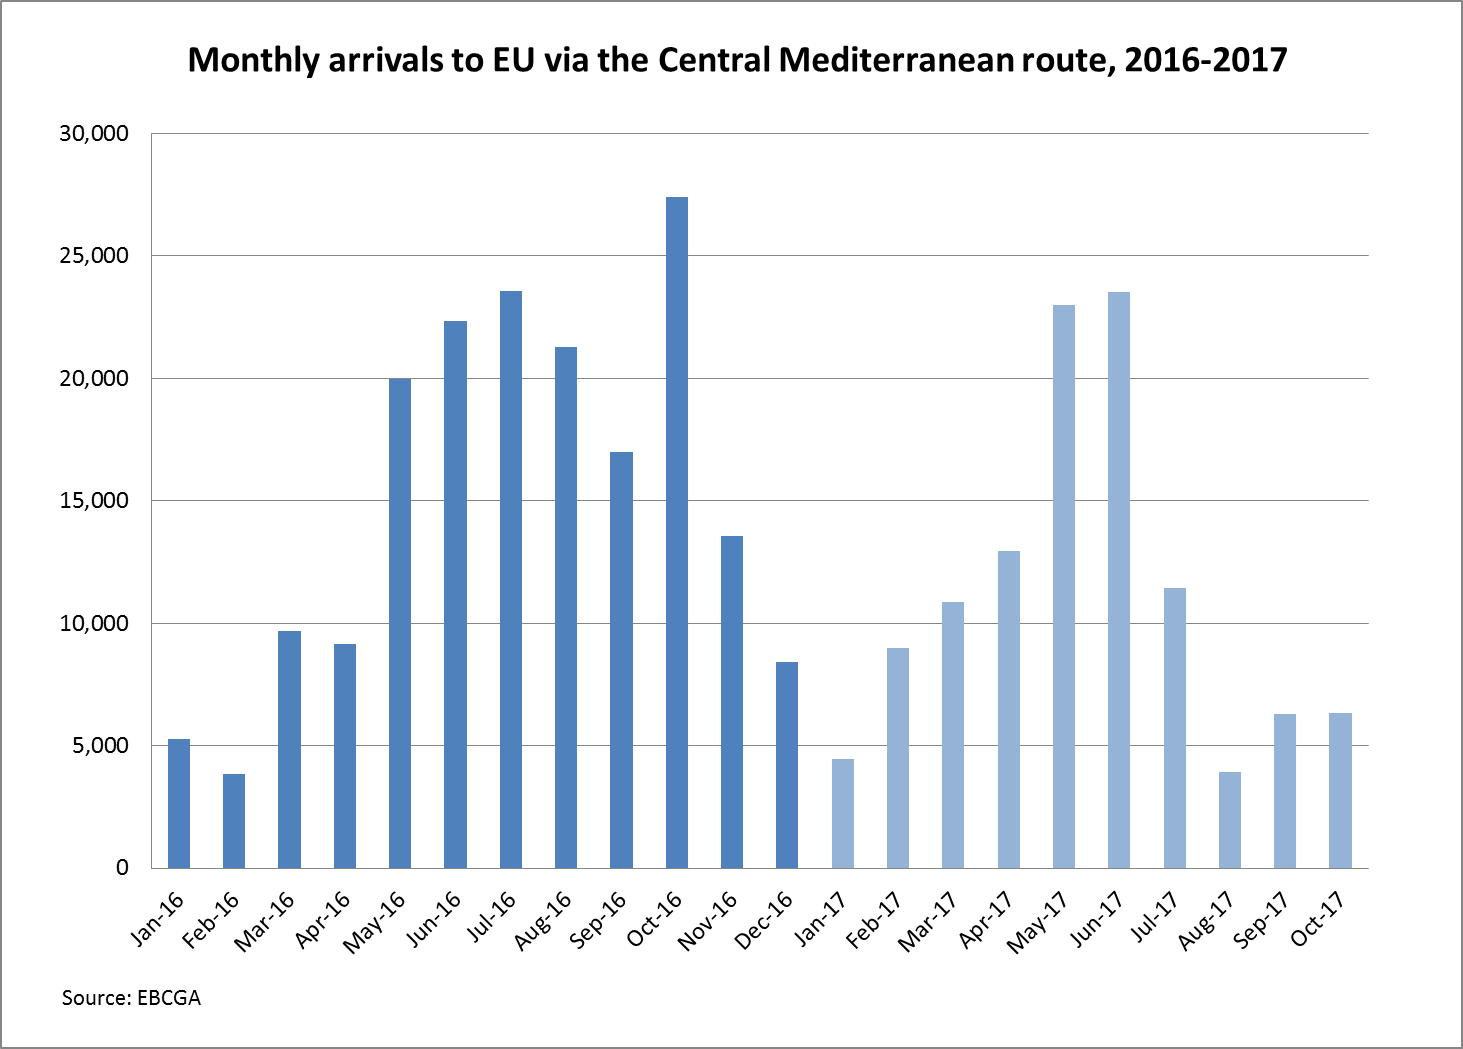 Monthly arrivals to EU via the Central Mediterranean route, 2016-2017
30,000
25,000
20,000
15,000
10,000
5,000
0
Jan-16
Feb-16
Mar-16
Apr-16
May-16
Jun-16
Jul-16
Aug-16
Sep-16
Oct-16
Nov-16
Dec-16
Jan-17
Feb-17
Mar-17
Apr-17
May-17
Jun-17
Jul-17
Aug-17
Sep-17
Oct-17
Source: EBCGA